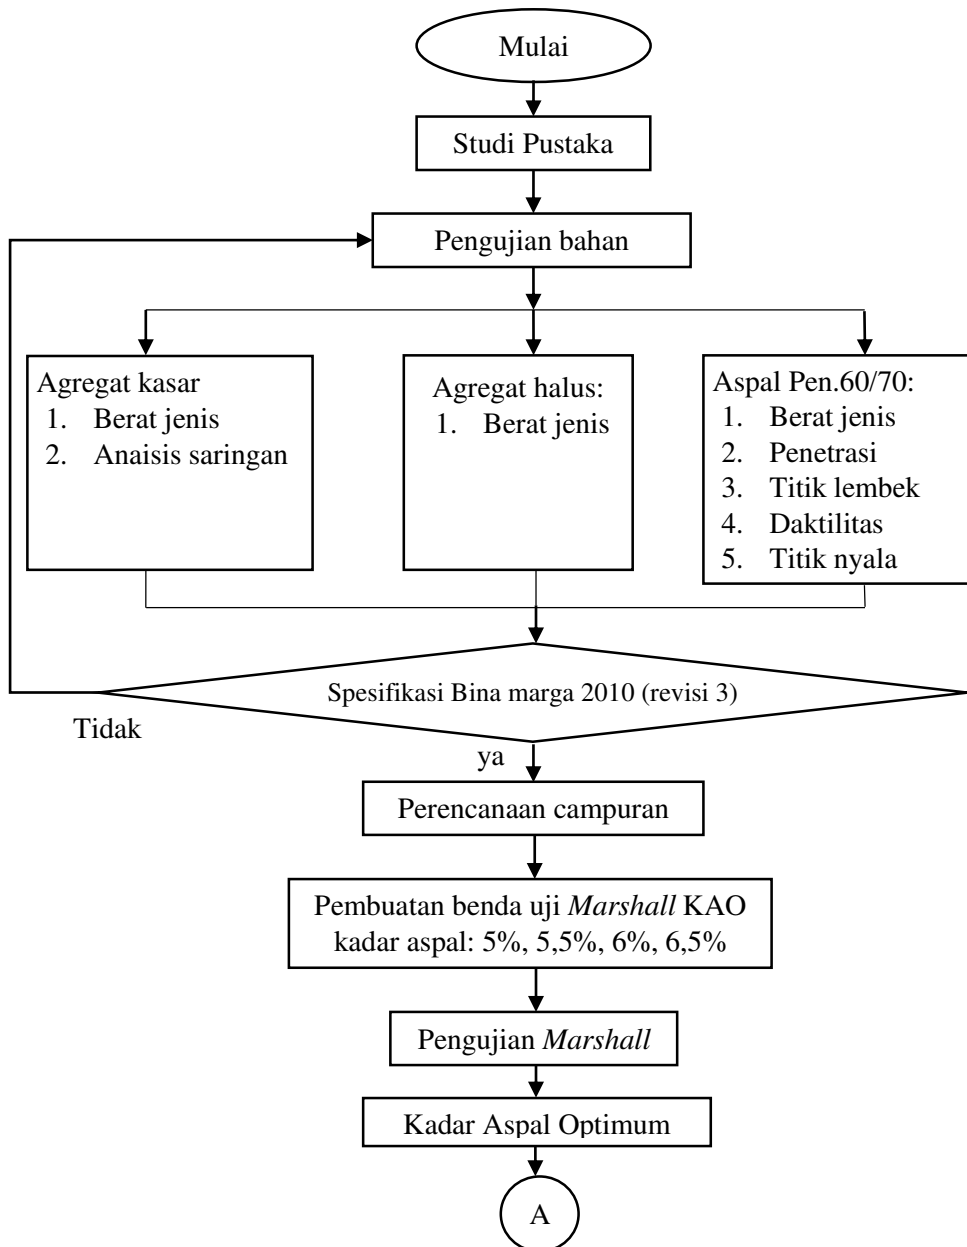 Mulai
Studi Pustaka
Pengujian bahan
Agregat kasar
1. Berat jenis
2. Anaisis saringan
Agregat halus:
1. Berat jenis
Aspal Pen.60/70:
1. Berat jenis
2. Penetrasi
3. Titik lembek
4. Daktilitas
5. Titik nyala
Spesifikasi Bina marga 2010 (revisi 3)
Tidak
ya
Perencanaan campuran
Pembuatan benda uji Marshall KAO
kadar aspal: 5%, 5,5%, 6%, 6,5%
Pengujian Marshall
Kadar Aspal Optimum
A